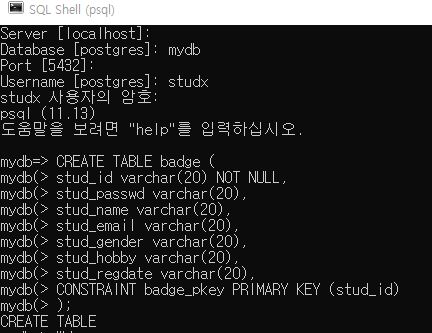 SQL Shell (psql)
Server [localhost]:
Database [postgres]: mydb
Port [5432]:
Username [postgres]: studx
studx 사용자의 암호:
psql (11.13)
도움말을 보려면 "help"를 입력하십시오.
mydb=> CREATE TABLE badge (
mydb(> stud_id varchar(20) NOT NULL,
mydb(> stud_passwd varchar(20),
mydb(> stud_name varchar(20),
mydb(> stud_email varchar(20),
mydb(> stud_gender varchar(20),
mydb(> stud_hobby varchar(20),
mydb(> stud_regdate varchar(20),
mydb(> CONSTRAINT badge_pkey PRIMARY KEY (stud_id)
mydb(> );
CREATE TABLE